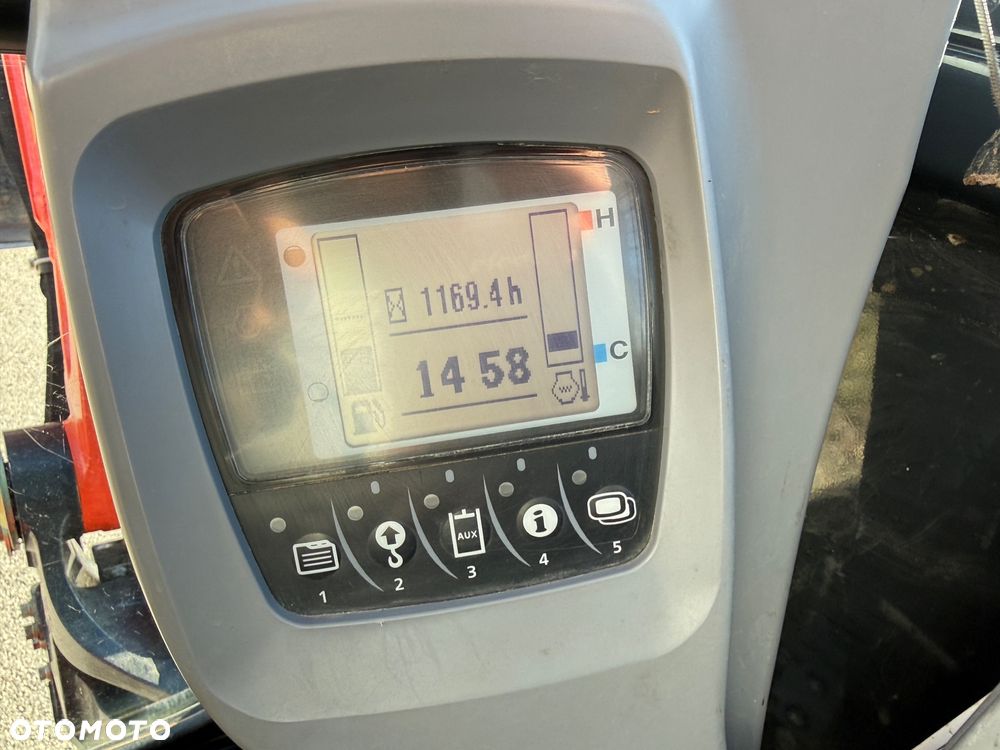 H
1169.4h
14 58
C
AUX
1 2 3 4 5
OTOMOTO